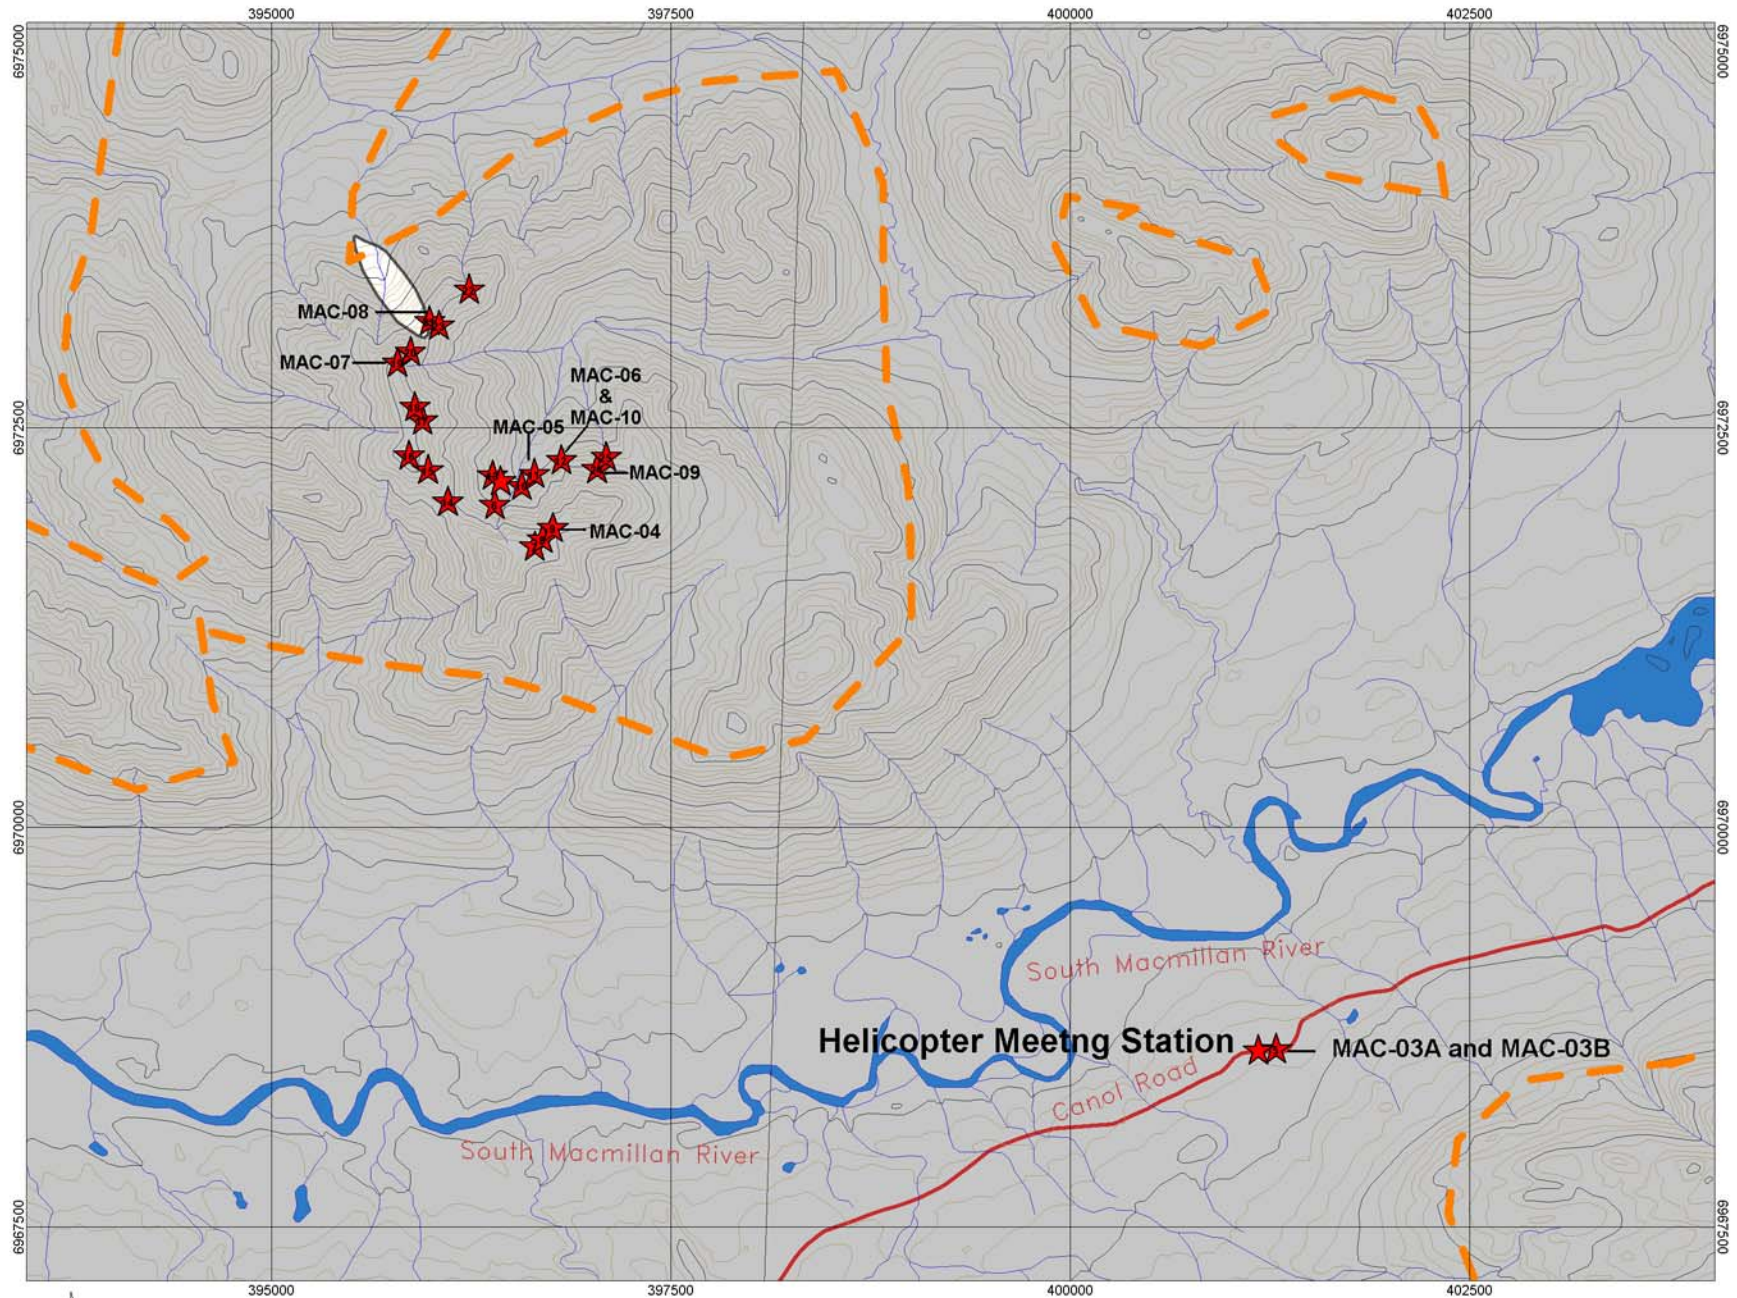 395000 397500 400000 402500
6975000 6975000
MAC-08
MAC-07
MAC-06
&
MAC-10
MAC-05
6972500 6972500
MAC-09
MAC-04
6970000 6970000
South Macmillan River
Helicopter Meetng Station
MAC-03A and MAC-03B
Canol Road
South Macmillan River
6967500 6967500
395000 397500 400000 402500